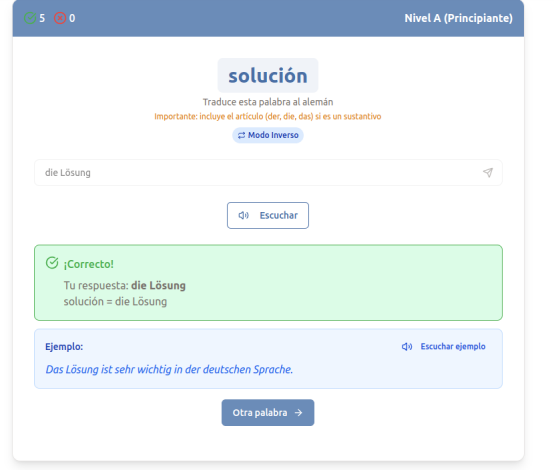 5 0 Nivel A (Principiante)
solución
Traduce esta palabra al alemán
Importante: incluye el artículo (der, die, das) si es un sustantivo
Modo Inverso
die Lösung
Escuchar
¡Correcto!
Tu respuesta: die Lösung
solución = die Lösung
Ejemplo: Escuchar ejemplo
Das Lösung ist sehr wichtig in der deutschen Sprache.
Otra palabra →